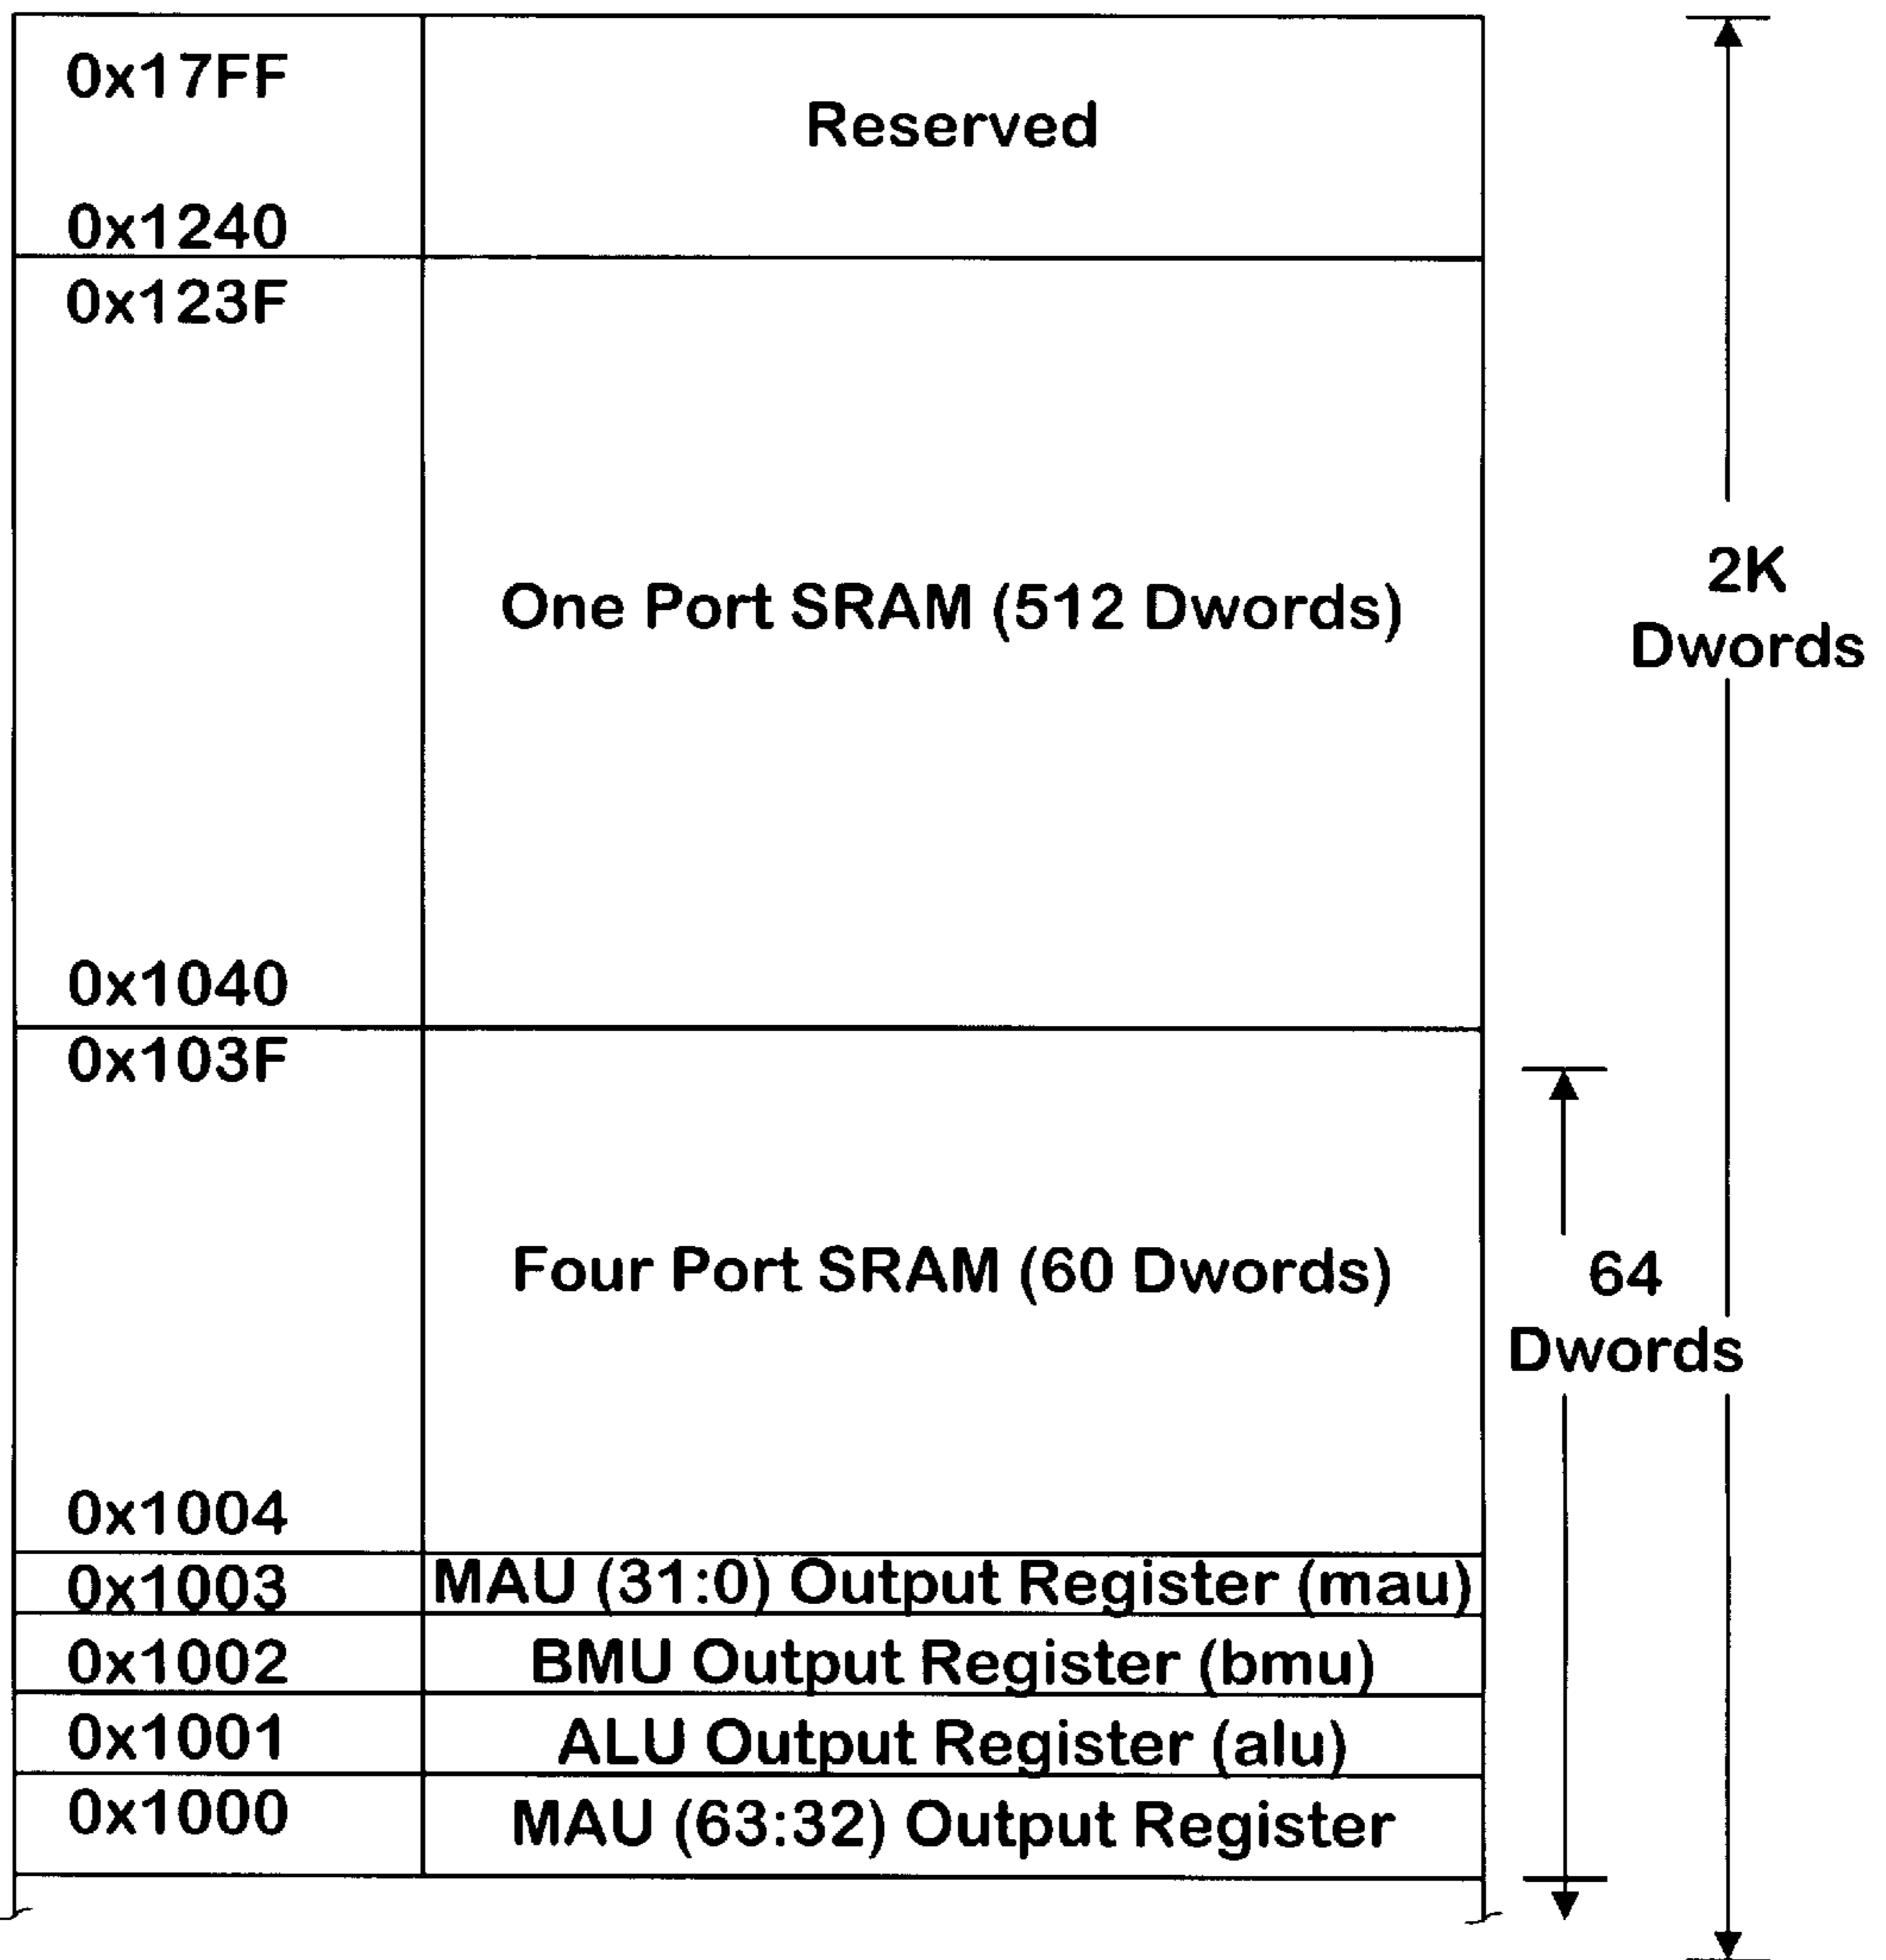 0x17FF
Reserved
0x1240
0x123F
One Port SRAM (512 Dwords)
2K
Dwords
0x1040
0x103F
Four Port SRAM (60 Dwords)
64
Dwords
0x1004
0x1003 MAU (31:0) Output Register (mau)
0x1002 BMU Output Register (bmu)
0x1001 ALU Output Register (alu)
0x1000 MAU (63:32) Output Register